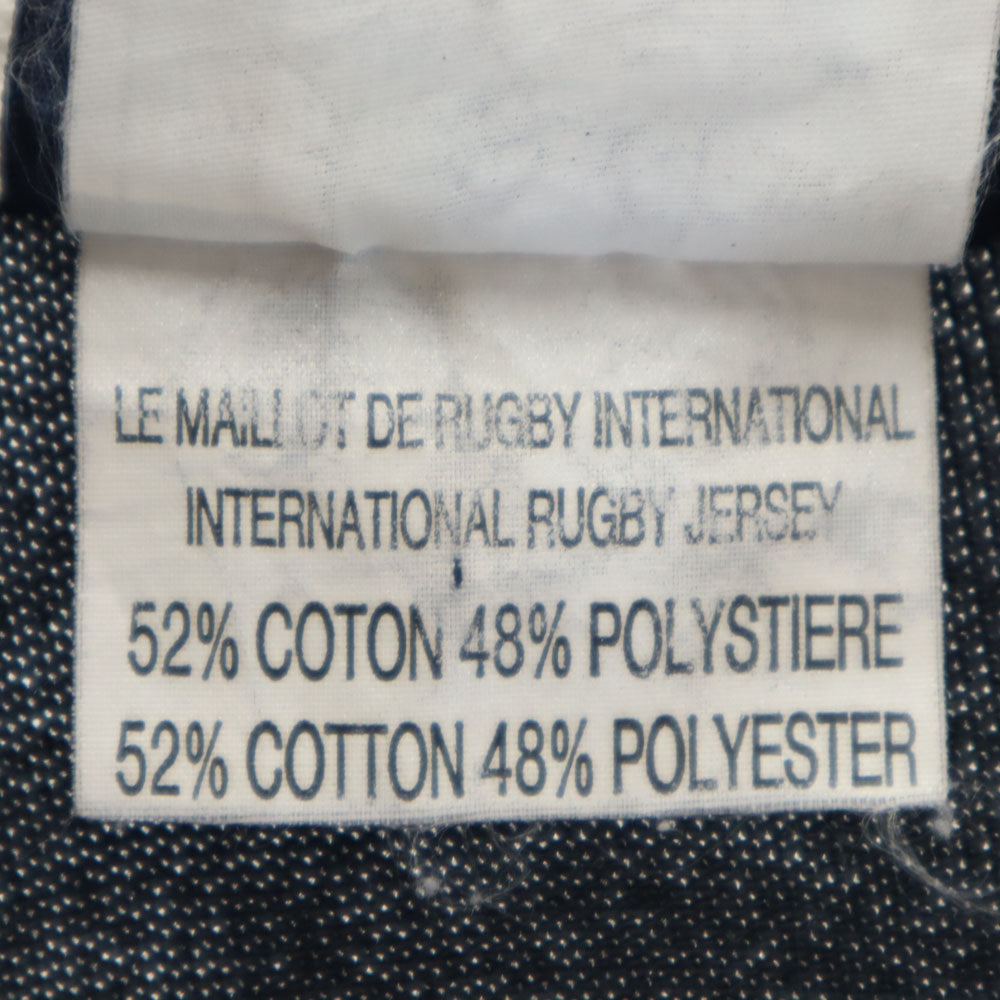 LE MAILLOT DE RUGBY INTERNATIONAL
INTERNATIONAL RUGBY JERSEY
52% COTON 48% POLYSTIERE
52% COTTON 48% POLYESTER